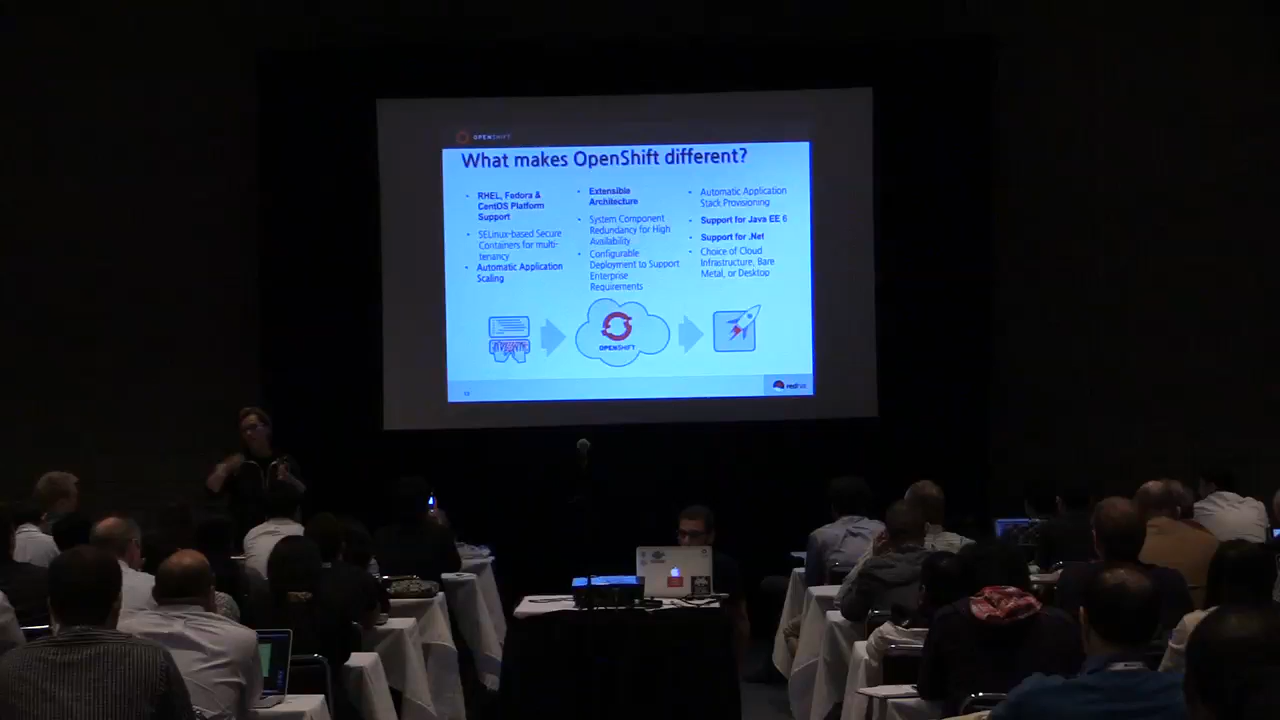 OPENSHIFT
What makes OpenShift different?
- RHEL, Fedora &
CentOS Platform
Support
- SELinux-based Secure
Containers for multi-
tenancy
- Automatic Application
Scaling
- Extensible
Architecture
- System Component
Redundancy for High
Availability
- Configurable
Deployment to Support
Enterprise
Requirements
- Automatic Application
Stack Provisioning
- Support for Java EE 6
- Support for .Net
- Choice of Cloud
Infrastructure, Bare
Metal, or Desktop
OPENSHIFT
redhat